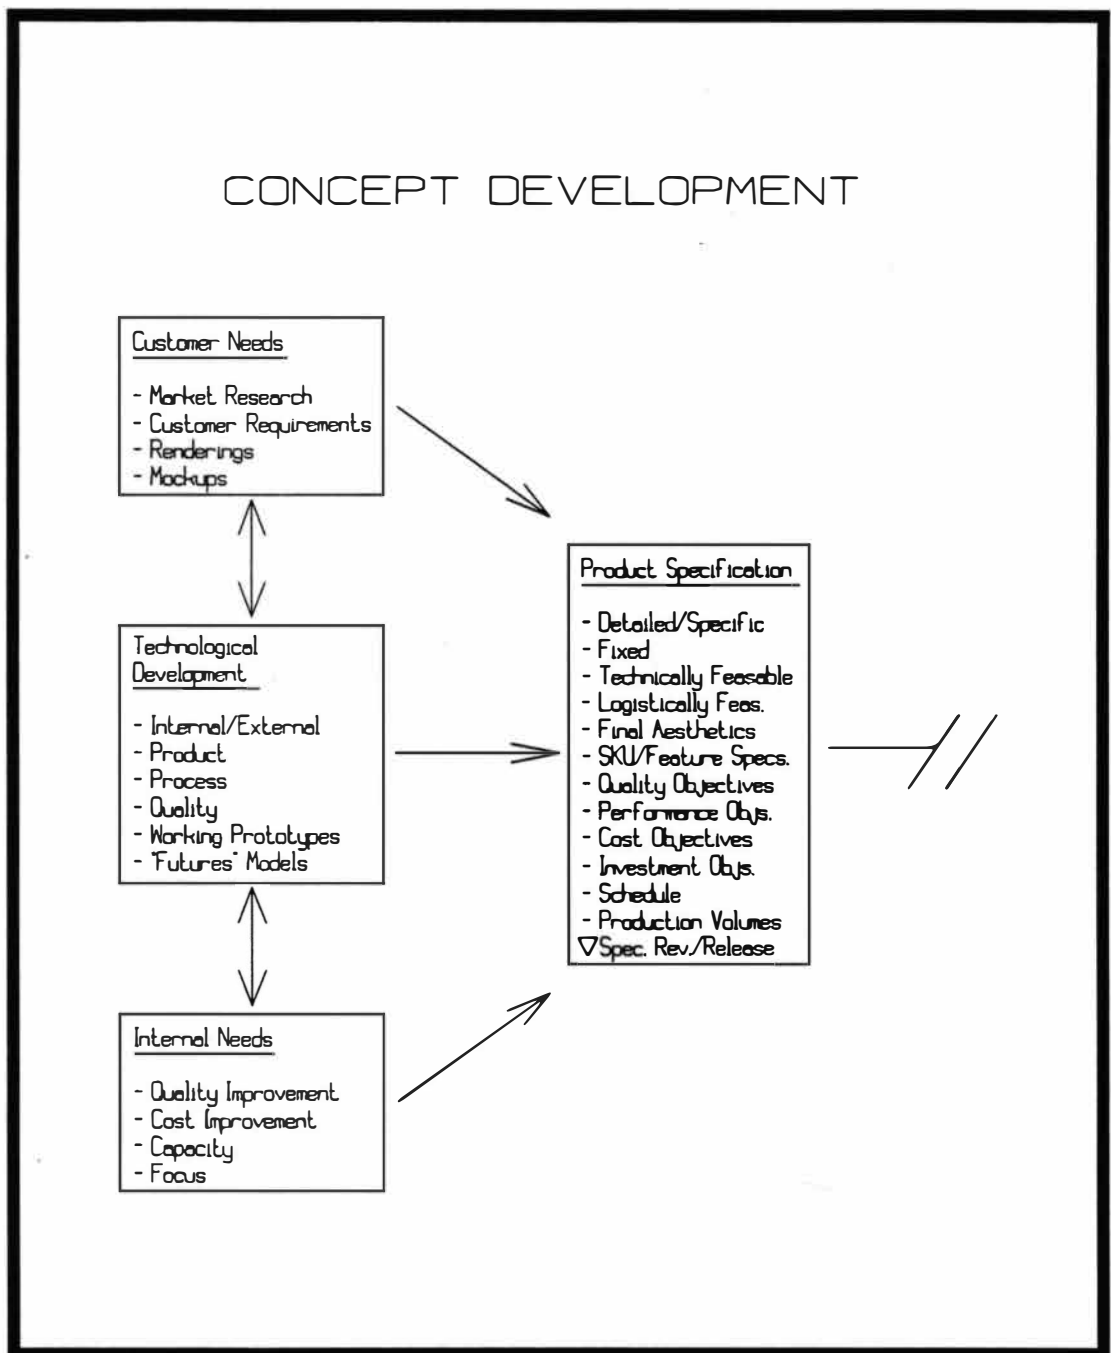 CONCEPT DEVELOPMENT
Customer Needs
- Market Research
- Customer Requirements
- Renderings
- Mockups
Technological
Development
- Internal/External
- Product
- Process
- Quality
- Working Prototypes
- "Futures" Models
Internal Needs
- Quality Improvement
- Cost Improvement
- Capacity
- Focus
Product Specification
- Detailed/Specific
- Fixed
- Technically Feasable
- Logistically Feas.
- Final Aesthetics
- SKU/Feature Specs.
- Quality Objectives
- Performance Objs.
- Cost Objectives
- Investment Objs.
- Schedule
- Production Volumes
▽ Spec. Rev./Release